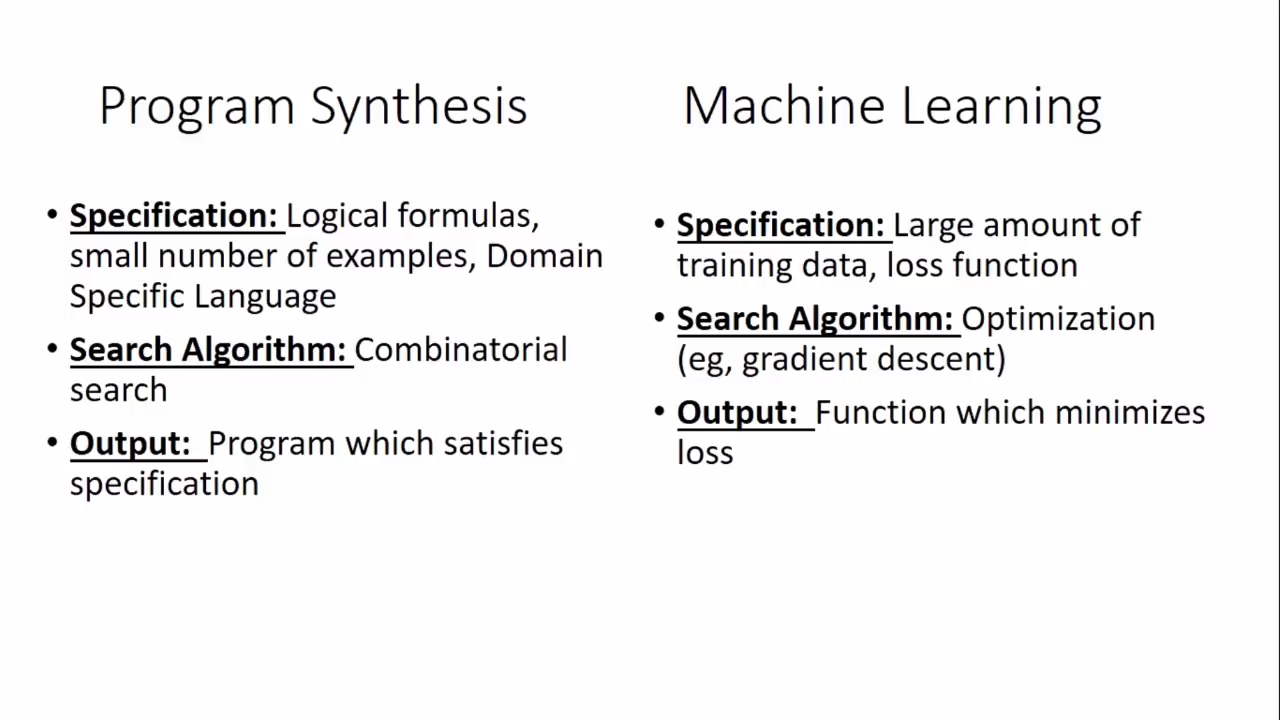 Program Synthesis
• Specification: Logical formulas,
small number of examples, Domain
Specific Language
• Search Algorithm: Combinatorial
search
• Output: Program which satisfies
specification
Machine Learning
• Specification: Large amount of
training data, loss function
• Search Algorithm: Optimization
(eg, gradient descent)
• Output: Function which minimizes
loss